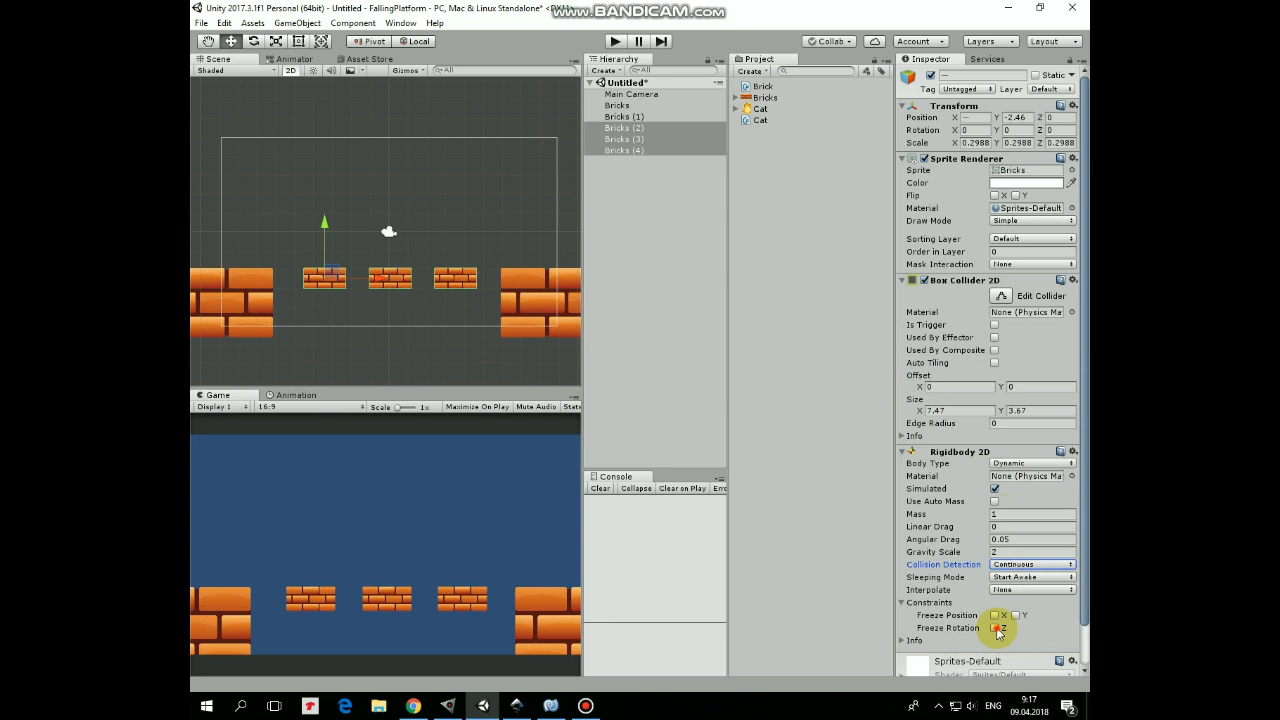 Unity 2017.3.1f1 Personal (64bit) - Untitled - FallingPlatform - PC, Mac & Linux Standalone* <DX11>
www.BANDICAM.com
File Edit Assets GameObject Component Window Help
Pivot Local Collab Account Layers Layout
Scene Animator Asset Store
Shaded 2D Gizmos All
Hierarchy
Create All
Untitled*
Main Camera
Bricks
Bricks (1)
Bricks (2)
Bricks (3)
Bricks (4)
Project
Create
Brick
Bricks
Cat
Cat
Inspector Services
— Static
Tag Untagged Layer Default
Transform
Position X — Y -2.46 Z 0
Rotation X 0 Y 0 Z 0
Scale X 0.2988 Y 0.2988 Z 0.2988
Sprite Renderer
Sprite Bricks
Color
Flip X Y
Material Sprites-Default
Draw Mode Simple
Sorting Layer Default
Order in Layer 0
Mask Interaction None
Box Collider 2D
Edit Collider
Material None (Physics Ma
Is Trigger
Used By Effector
Used By Composite
Auto Tiling
Offset
X 0 Y 0
Size
X 7.47 Y 3.67
Edge Radius 0
Info
Rigidbody 2D
Body Type Dynamic
Material None (Physics Ma
Simulated
Use Auto Mass
Mass 1
Linear Drag 0
Angular Drag 0.05
Gravity Scale 2
Collision Detection Continuous
Sleeping Mode Start Awake
Interpolate None
Constraints
Freeze Position X Y
Freeze Rotation Z
Info
Sprites-Default
Shader Sprites/Default
Game Animation
Display 1 16:9 Scale 1x Maximize On Play Mute Audio Stats
Console
Clear Collapse Clear on Play Erro
ENG
9:17
09.04.2018
2